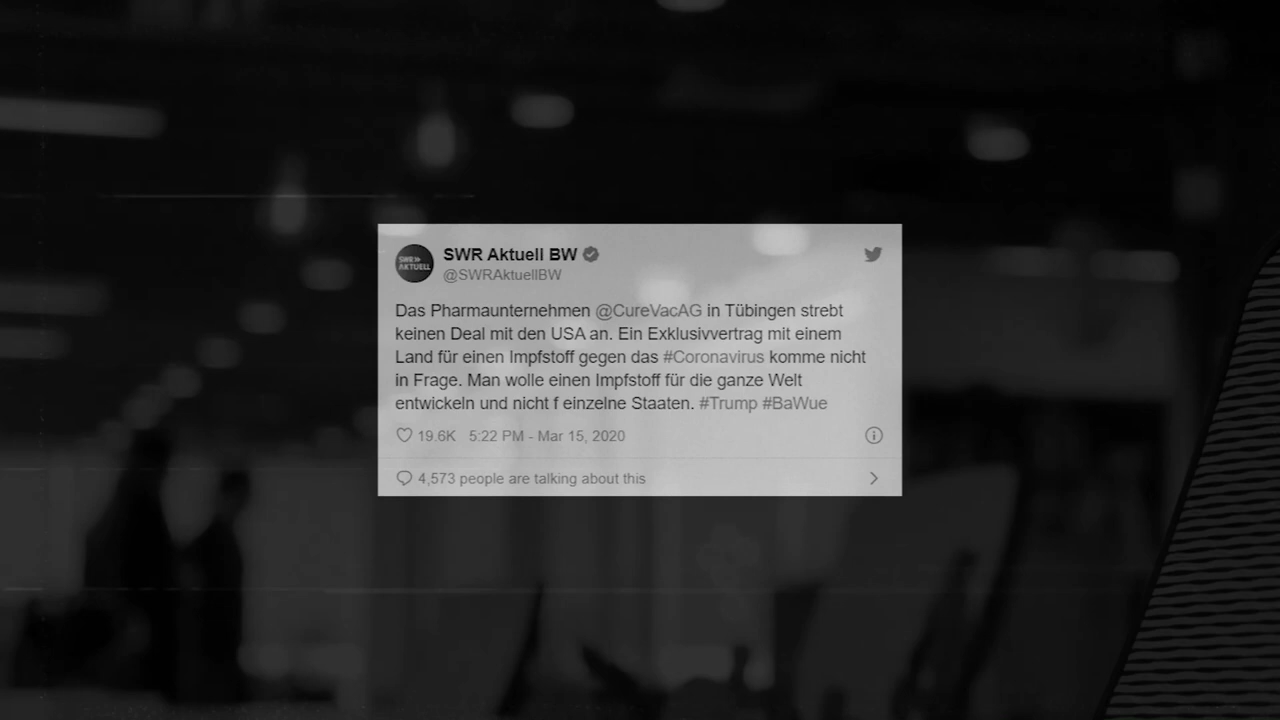 SWR»
AKTUELL
SWR Aktuell BW
@SWRAktuellBW
Das Pharmaunternehmen @CureVacAG in Tübingen strebt
keinen Deal mit den USA an. Ein Exklusivvertrag mit einem
Land für einen Impfstoff gegen das #Coronavirus komme nicht
in Frage. Man wolle einen Impfstoff für die ganze Welt
entwickeln und nicht f einzelne Staaten. #Trump #BaWue
19.6K 5:22 PM - Mar 15, 2020
4,573 people are talking about this